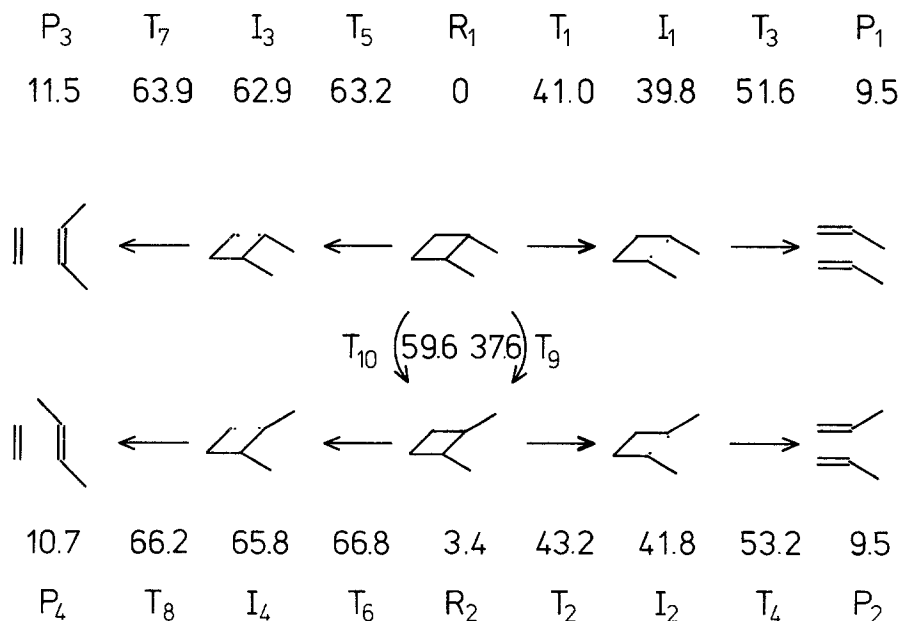 P₃ T₇ I₃ T₅ R₁ T₁ I₁ T₃ P₁
11.5 63.9 62.9 63.2 0 41.0 39.8 51.6 9.5
T₁₀ 59.6 37.6 T₉
10.7 66.2 65.8 66.8 3.4 43.2 41.8 53.2 9.5
P₄ T₈ I₄ T₆ R₂ T₂ I₂ T₄ P₂